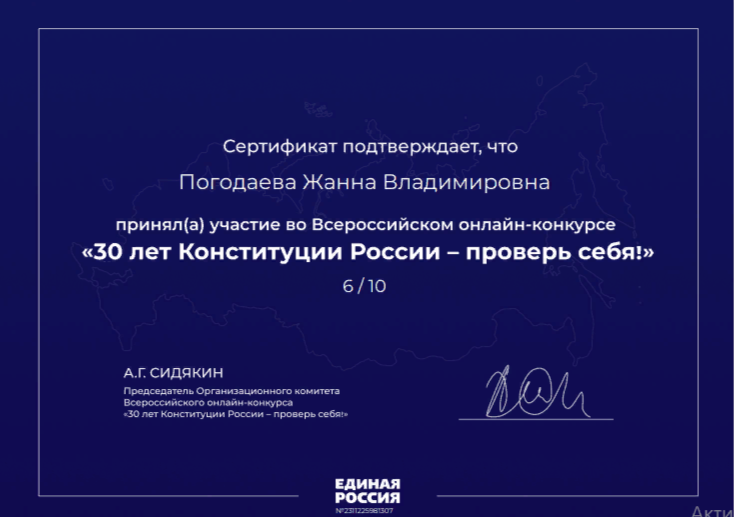 Сертификат подтверждает, что
Погодаева Жанна Владимировна
принял(а) участие во Всероссийском онлайн-конкурсе
«30 лет Конституции России – проверь себя!»
6 / 10
А.Г. СИДЯКИН
Председатель Организационного комитета
Всероссийского онлайн-конкурса
«30 лет Конституции России – проверь себя!»
ЕДИНАЯ
РОССИЯ
Акти